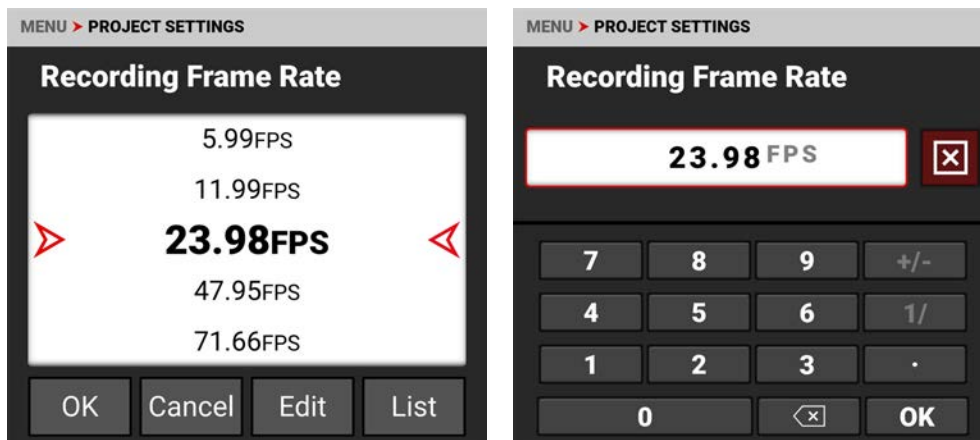 MENU > PROJECT SETTINGS
Recording Frame Rate
5.99FPS
11.99FPS
23.98FPS
47.95FPS
71.66FPS
OK Cancel Edit List
MENU > PROJECT SETTINGS
Recording Frame Rate
23.98 FPS
7 8 9 +/-
4 5 6 1/
1 2 3 .
0 OK